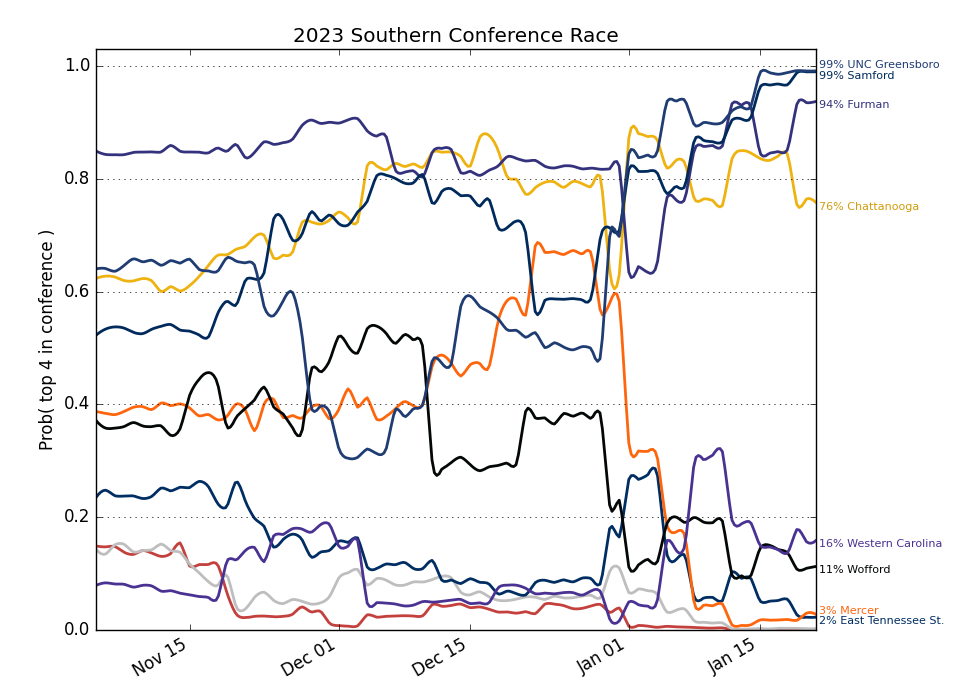 2023 Southern Conference Race
Prob( top 4 in conference )
1.0
0.8
0.6
0.4
0.2
0.0
Nov 15
Dec 01
Dec 15
Jan 01
Jan 15
99% UNC Greensboro
99% Samford
94% Furman
76% Chattanooga
16% Western Carolina
11% Wofford
3% Mercer
2% East Tennessee St.